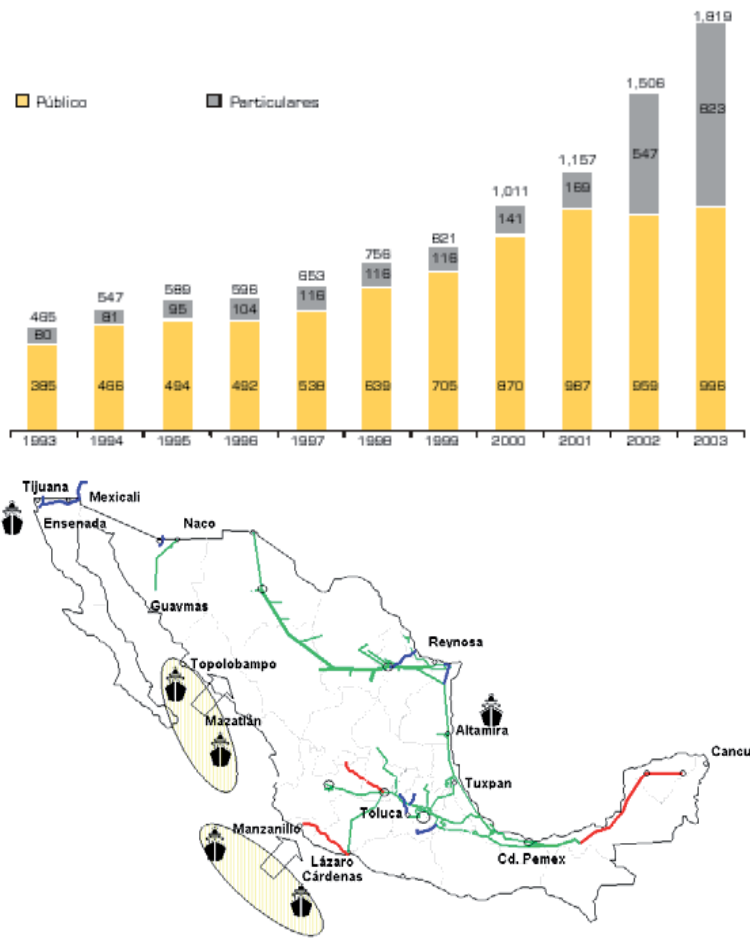 1,819
Público
Particulares
1,506
823
547
1,157
169
1,011
141
821
116
756
116
653
116
596
104
589
95
547
81
465
80
385 466 494 492 538 639 705 870 987 959 996
1993 1994 1995 1996 1997 1998 1999 2000 2001 2002 2003
Tijuana
Mexicali
Ensenada
Naco
Guaymas
Reynosa
Topolobampo
Mazatlán
Altamira
Cancu
Tuxpan
Toluca
Manzanillo
Cd. Pemex
Lázaro
Cárdenas